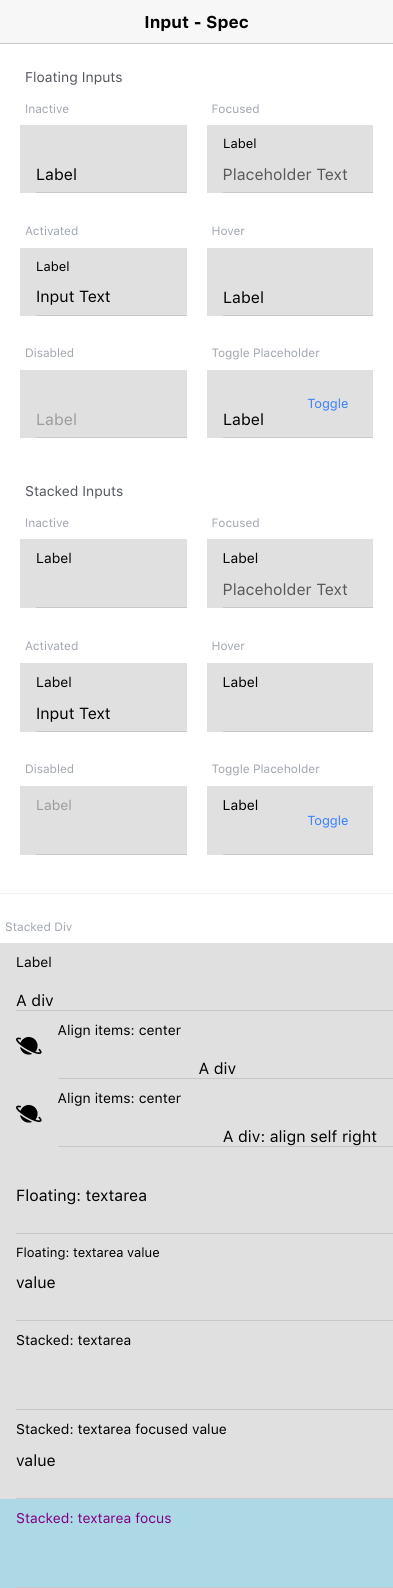 Input - Spec
Floating Inputs
Inactive
Focused
Label
Label
Placeholder Text
Activated
Hover
Label
Input Text
Label
Disabled
Toggle Placeholder
Label
Label
Toggle
Stacked Inputs
Inactive
Focused
Label
Label
Placeholder Text
Activated
Hover
Label
Input Text
Label
Disabled
Toggle Placeholder
Label
Label
Toggle
Stacked Div
Label
A div
Align items: center
A div
Align items: center
A div: align self right
Floating: textarea
Floating: textarea value
value
Stacked: textarea
Stacked: textarea focused value
value
Stacked: textarea focus